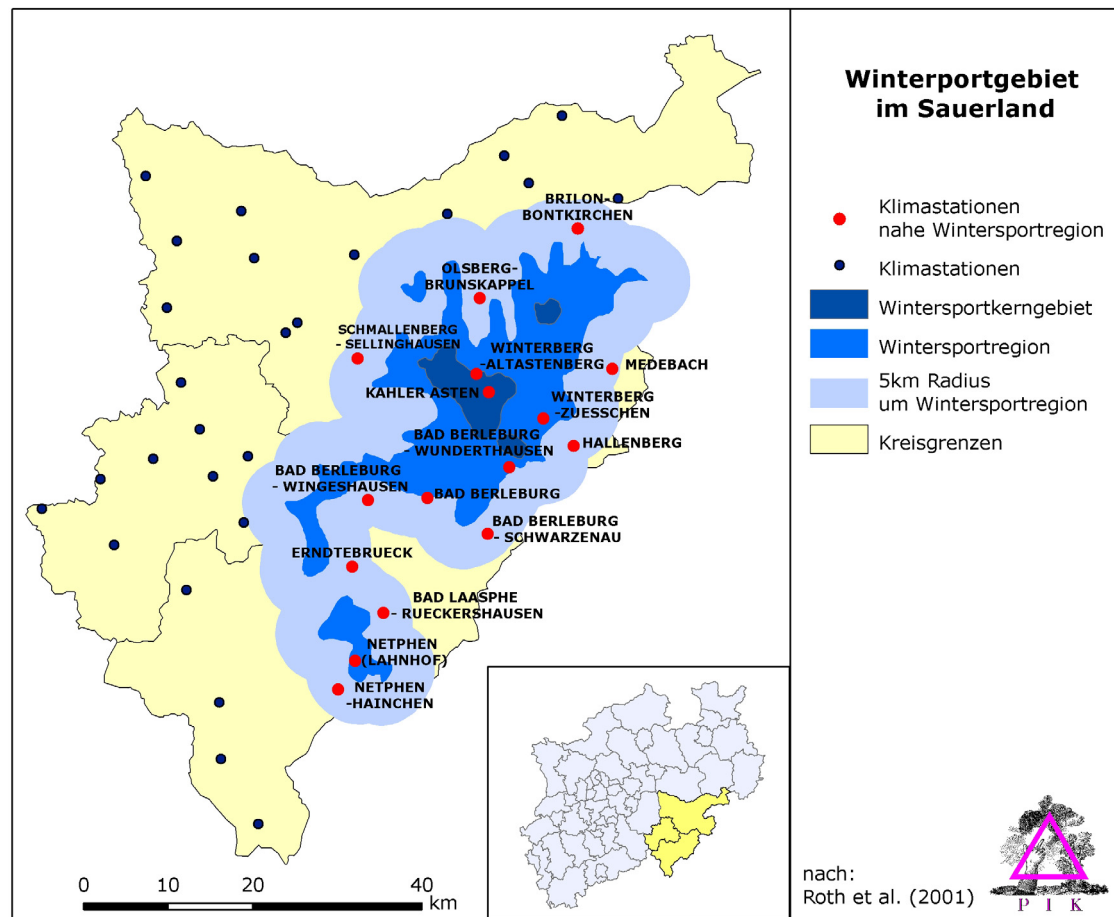 Winterportgebiet
im Sauerland
BRILON-
BONTKIRCHEN
OLSBERG-
BRUNSKAPPEL
SCHMALLENBERG
- SELLINGHAUSEN
WINTERBERG
-ALTASTENBERG
MEDEBACH
KAHLER ASTEN
WINTERBERG
-ZUESSCHEN
BAD BERLEBURG
- WUNDERTHAUSEN
HALLENBERG
BAD BERLEBURG
- WINGESHAUSEN
BAD BERLEBURG
BAD BERLEBURG
- SCHWARZENAU
ERNDTEBRUECK
BAD LAASPHE
- RUECKERSHAUSEN
NETPHEN
(LAHNHOF)
NETPHEN
-HAINCHEN
0 10 20 40
km
Klimastationen
nahe Wintersportregion
Klimastationen
Wintersportkerngebiet
Wintersportregion
5km Radius
um Wintersportregion
Kreisgrenzen
nach:
Roth et al. (2001)
P I K